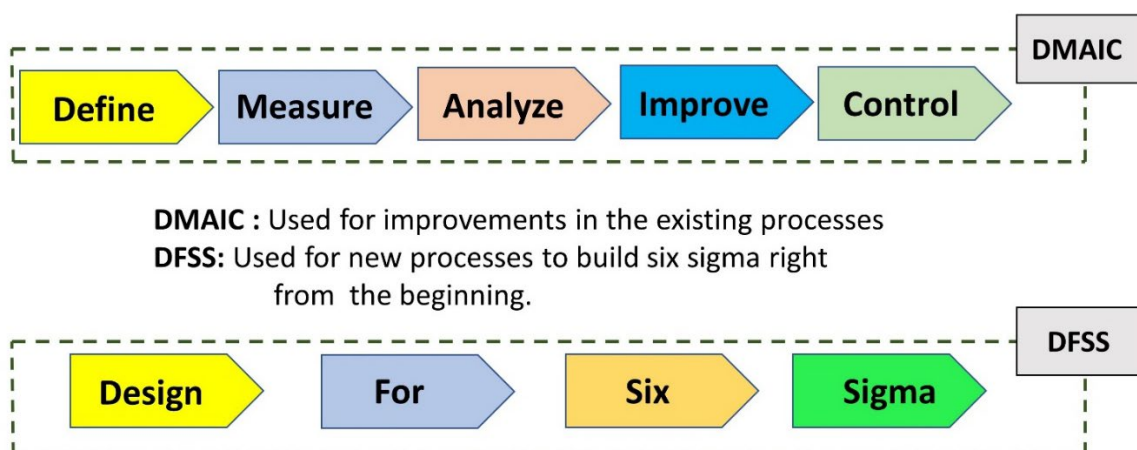 DMAIC
Define Measure Analyze Improve Control
DMAIC : Used for improvements in the existing processes
DFSS: Used for new processes to build six sigma right
from the beginning.
DFSS
Design For Six Sigma